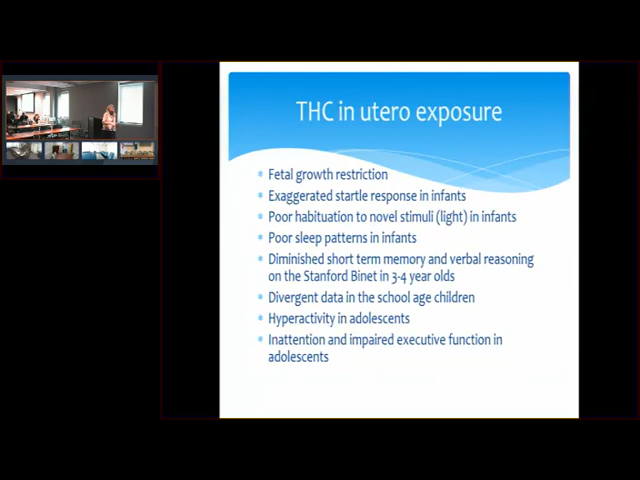 THC in utero exposure
Fetal growth restriction
Exaggerated startle response in infants
Poor habituation to novel stimuli (light) in infants
Poor sleep patterns in infants
Diminished short term memory and verbal reasoning
on the Stanford Binet in 3-4 year olds
Divergent data in the school age children
Hyperactivity in adolescents
Inattention and impaired executive function in
adolescents